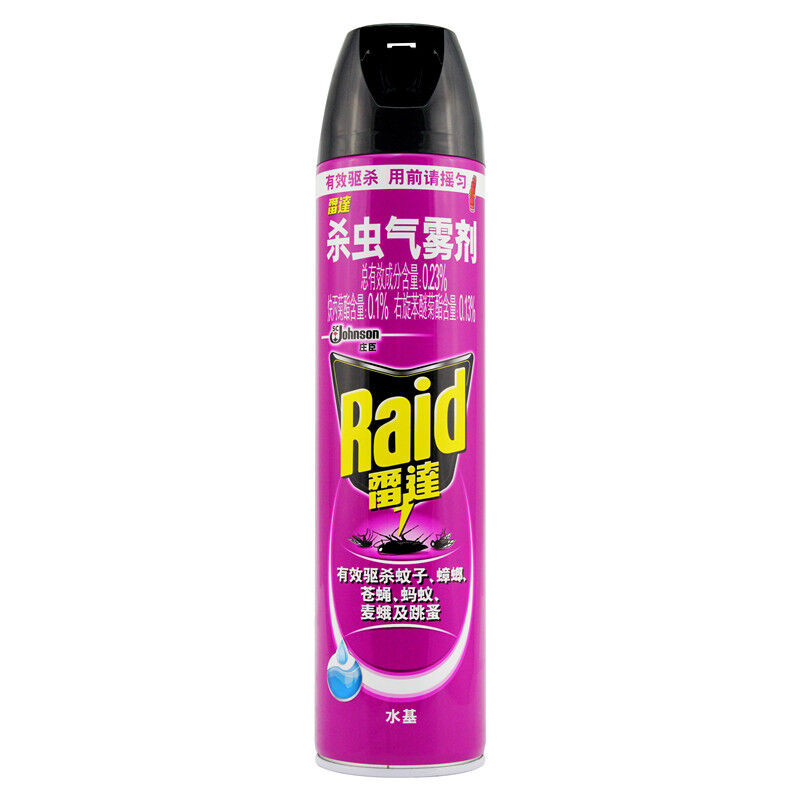 有效驱杀 用前请摇匀
雷達
杀虫气雾剂
总有效成分含量:0.23%
炔丙菊酯含量:0.1% 右旋苯醚菊酯含量:0.13%
SC Johnson
庄臣
Raid
雷達
有效驱杀蚊子、蟑螂、
苍蝇、蚂蚁、
麦蛾及跳蚤
水基